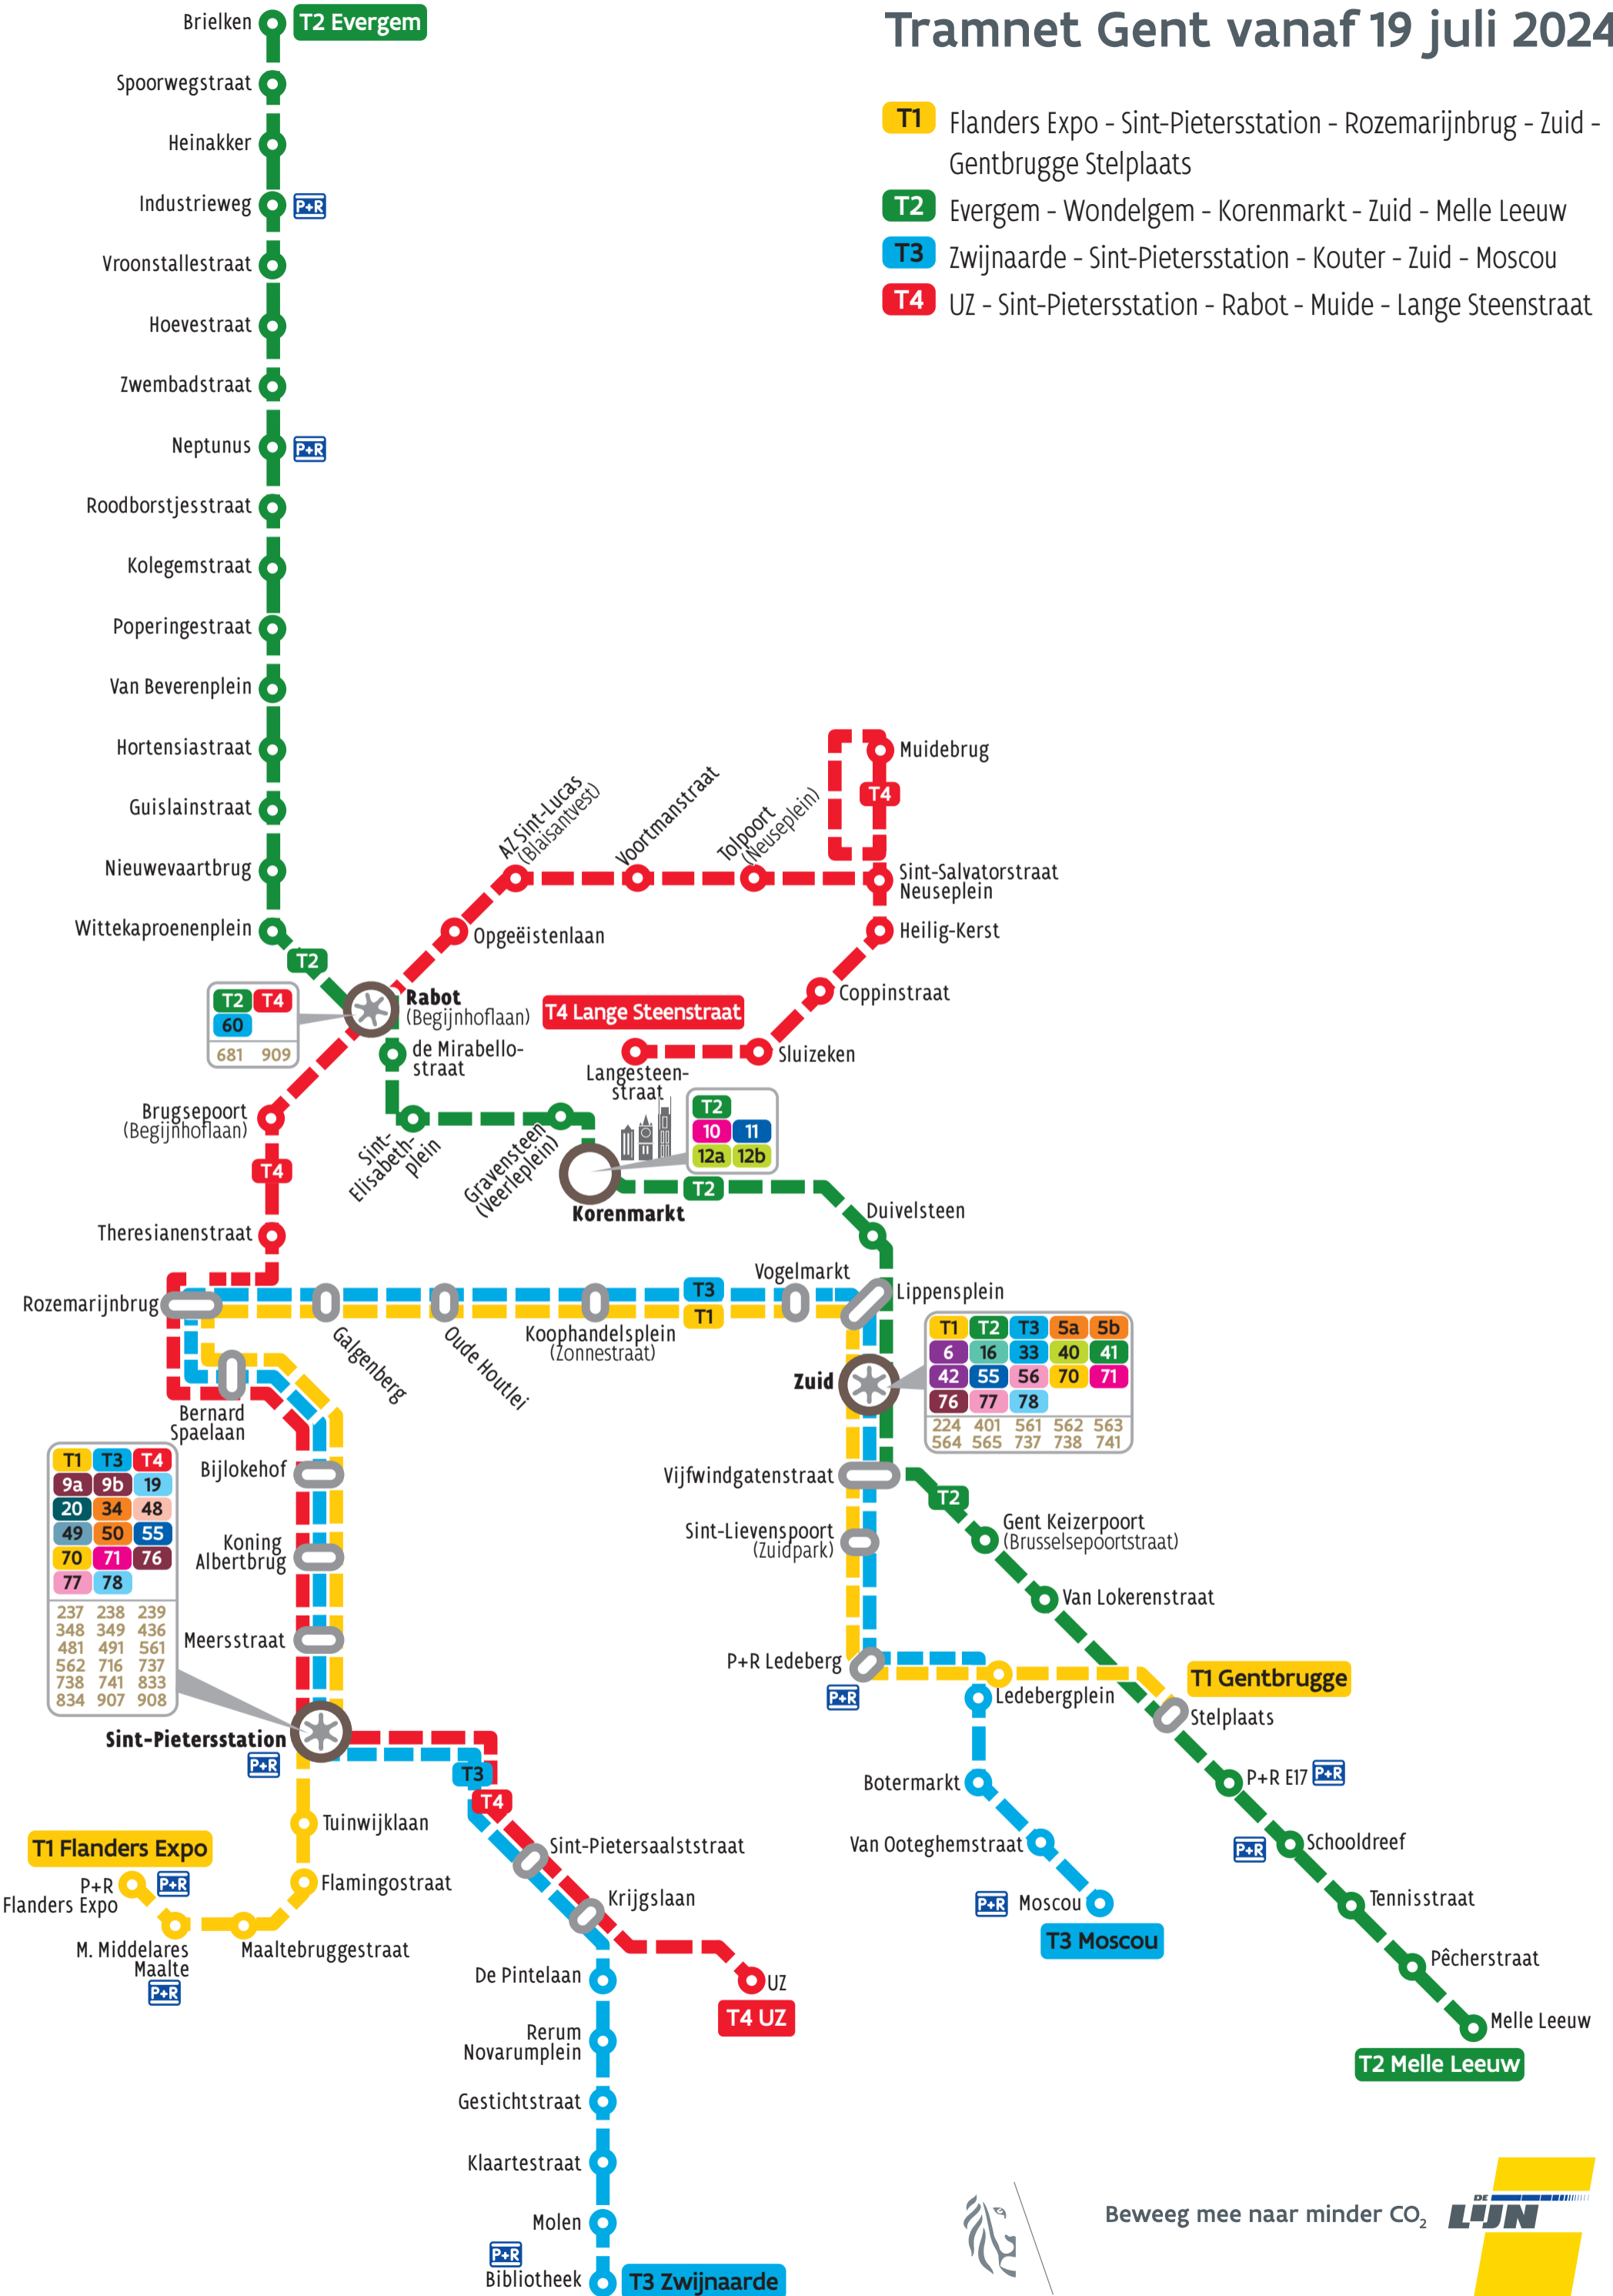 Tramnet Gent vanaf 19 juli 2024
T1 Flanders Expo - Sint-Pietersstation - Rozemarijnbrug - Zuid -
Gentbrugge Stelplaats
T2 Evergem - Wondelgem - Korenmarkt - Zuid - Melle Leeuw
T3 Zwijnaarde - Sint-Pietersstation - Kouter - Zuid - Moscou
T4 UZ - Sint-Pietersstation - Rabot - Muide - Lange Steenstraat
Brielken
T2 Evergem
Spoorwegstraat
Heinakker
Industrieweg
P+R
Vroonstallestraat
Hoevestraat
Zwembadstraat
Neptunus
P+R
Roodborstjesstraat
Kolegemstraat
Poperingestraat
Van Beverenplein
Hortensiastraat
Guislainstraat
Nieuwevaartbrug
Wittekaproenenplein
T2
Muidebrug
T4
AZ Sint-Lucas
(Blaisantvest)
Voortmanstraat
Tolpoort
(Neuseplein)
Sint-Salvatorstraat
Neuseplein
Opgeëistenlaan
Heilig-Kerst
Coppinstraat
Sluizeken
T4 Lange Steenstraat
Langesteen-
straat
T2 T4
60
681 909
Rabot
(Begijnhoflaan)
de Mirabello-
straat
Brugsepoort
(Begijnhoflaan)
T4
Sint-
Elisabeth-
plein
Gravensteen
(Veerleplein)
T2
10 11
12a 12b
Korenmarkt
T2
Duivelsteen
Theresianenstraat
Rozemarijnbrug
Galgenberg
Oude Houtlei
Koophandelsplein
(Zonnestraat)
T3
T1
Vogelmarkt
Lippensplein
Zuid
T1 T2 T3 5a 5b
6 16 33 40 41
42 55 56 70 71
76 77 78
224 401 561 562 563
564 565 737 738 741
Bernard
Spaelaan
Bijlokehof
Koning
Albertbrug
Meersstraat
T1 T3 T4
9a 9b 19
20 34 48
49 50 55
70 71 76
77 78
237 238 239
348 349 436
481 491 561
562 716 737
738 741 833
834 907 908
Sint-Pietersstation
P+R
Vijfwindgatenstraat
T2
Sint-Lievenspoort
(Zuidpark)
Gent Keizerpoort
(Brusselsepoortstraat)
Van Lokerenstraat
P+R Ledeberg
P+R
Ledebergplein
T1 Gentbrugge
Stelplaats
P+R E17 P+R
P+R
Schooldreef
Tennisstraat
Pêcherstraat
Melle Leeuw
T2 Melle Leeuw
Botermarkt
Van Ooteghemstraat
P+R Moscou
T3 Moscou
T3
T4
Tuinwijklaan
Flamingostraat
T1 Flanders Expo
P+R
Flanders Expo
P+R
M. Middelares
Maalte
P+R
Maaltebruggestraat
Sint-Pietersaalststraat
Krijgslaan
UZ
T4 UZ
De Pintelaan
Rerum
Novarumplein
Gestichtstraat
Klaartestraat
Molen
P+R
Bibliotheek
T3 Zwijnaarde
Beweeg mee naar minder CO₂
DE
LIJN